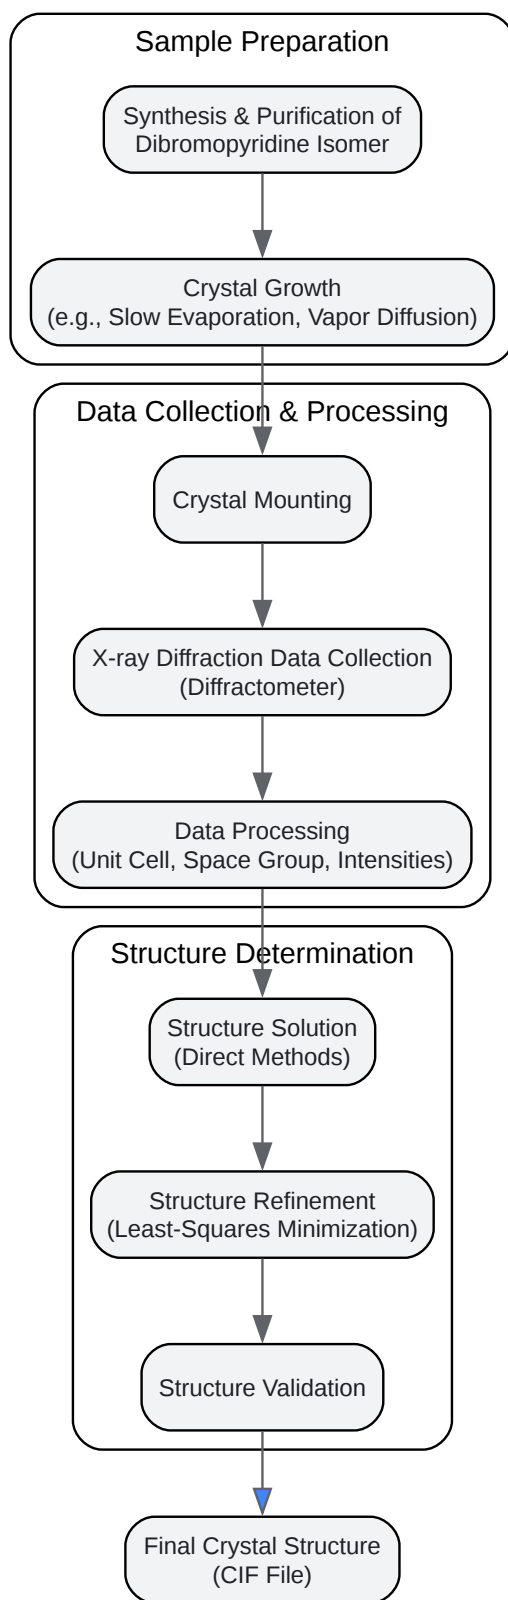 Sample Preparation
Synthesis & Purification of
Dibromopyridine Isomer
Crystal Growth
(e.g., Slow Evaporation, Vapor Diffusion)
Data Collection & Processing
Crystal Mounting
X-ray Diffraction Data Collection
(Diffractometer)
Data Processing
(Unit Cell, Space Group, Intensities)
Structure Determination
Structure Solution
(Direct Methods)
Structure Refinement
(Least-Squares Minimization)
Structure Validation
Final Crystal Structure
(CIF File)